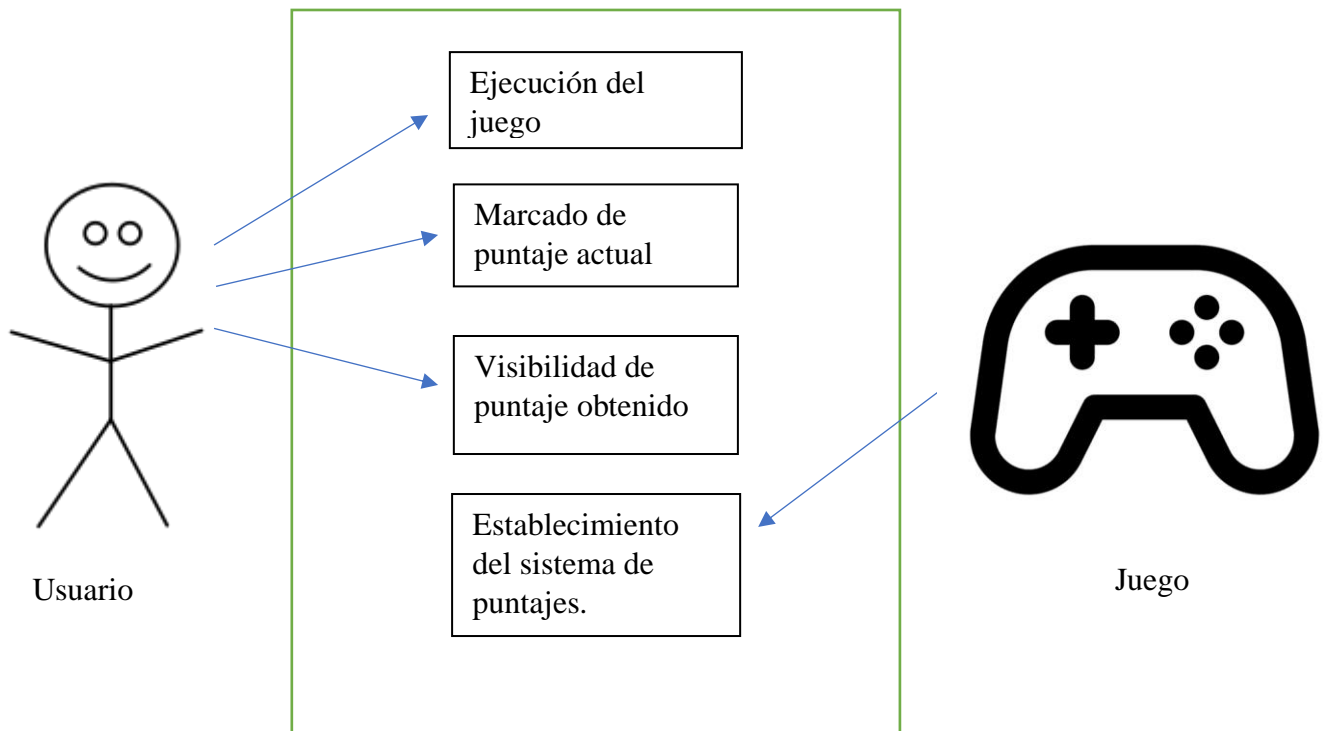 Ejecución del
juego
Marcado de
puntaje actual
Visibilidad de
puntaje obtenido
Establecimiento
del sistema de
puntajes.
Usuario
Juego